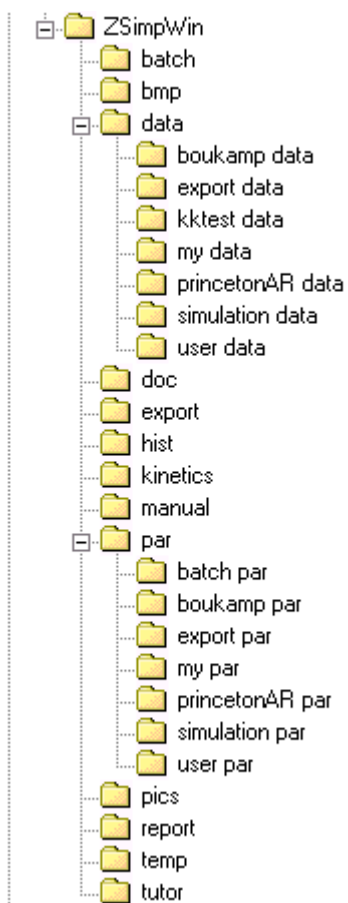 ZSimpWin
batch
bmp
data
boukamp data
export data
kktest data
my data
princetonAR data
simulation data
user data
doc
export
hist
kinetics
manual
par
batch par
boukamp par
export par
my par
princetonAR par
simulation par
user par
pics
report
temp
tutor